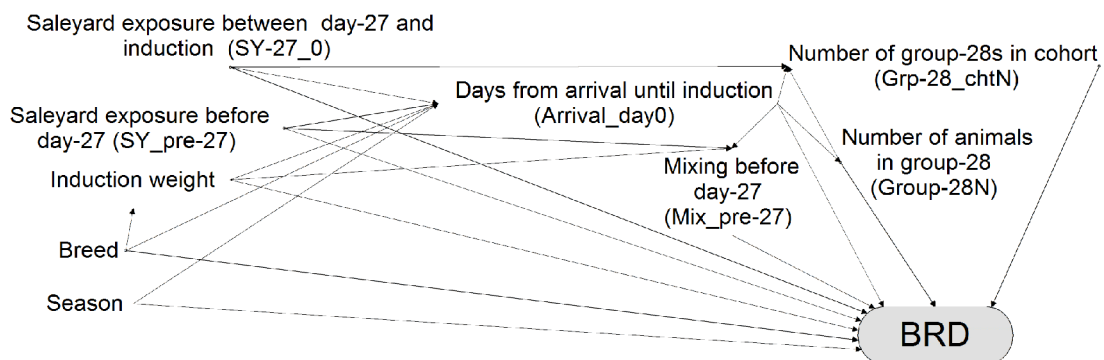 Saleyard exposure between day-27 and
induction (SY-27_0)
Number of group-28s in cohort
(Grp-28_chtN)
Days from arrival until induction
(Arrival_day0)
Saleyard exposure before
day-27 (SY_pre-27)
Number of animals
in group-28
(Group-28N)
Mixing before
day-27
(Mix_pre-27)
Induction weight
Breed
Season
BRD